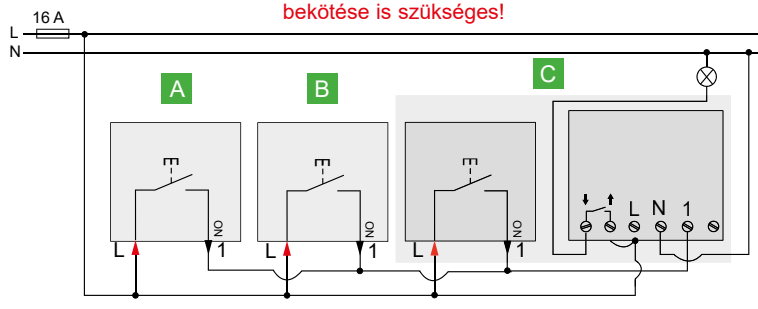 bekötése is szükséges!
16 A
L
N
A
B
C
NO
NO
NO
L N 1
L 1
L 1
L 1